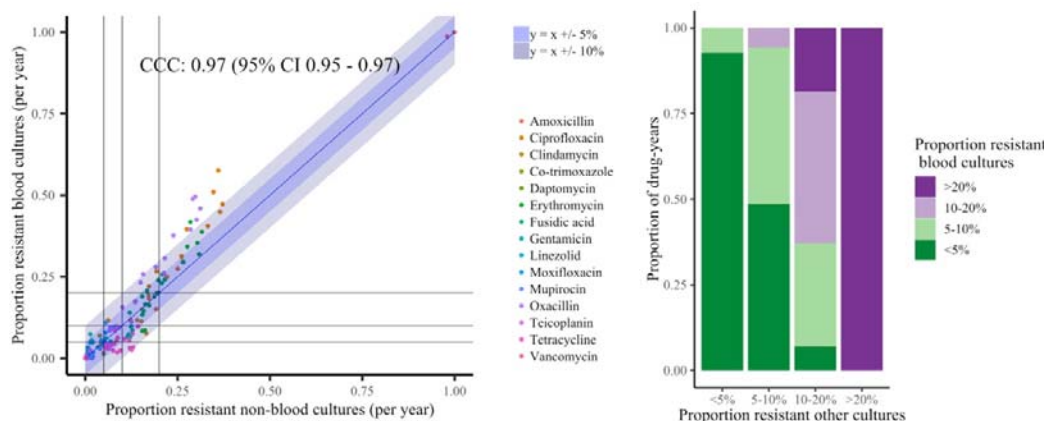 1.00
0.75
0.50
0.25
0.00
Proportion resistant blood cultures (per year)
CCC: 0.97 (95% CI 0.95 - 0.97)
0.00 0.25 0.50 0.75 1.00
Proportion resistant non-blood cultures (per year)
y = x +/- 5%
y = x +/- 10%
Amoxicillin
Ciprofloxacin
Clindamycin
Co-trimoxazole
Daptomycin
Erythromycin
Fusidic acid
Gentamicin
Linezolid
Moxifloxacin
Mupirocin
Oxacillin
Teicoplanin
Tetracycline
Vancomycin
1.00
0.75
0.50
0.25
0.00
Proportion of drug-years
<5% 5-10% 10-20% >20%
Proportion resistant other cultures
Proportion resistant
blood cultures
>20%
10-20%
5-10%
<5%